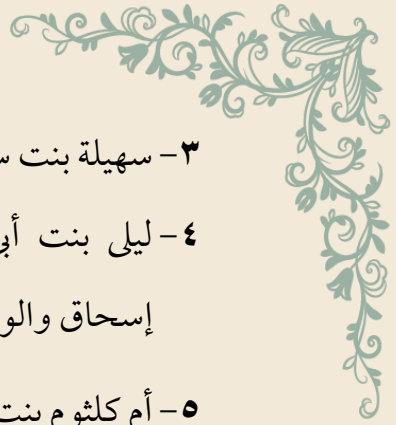 ٣- سهيلة بنت س
٤- ليلى بنت أبي
إسحاق والو
٥- أم كلثوم بنت